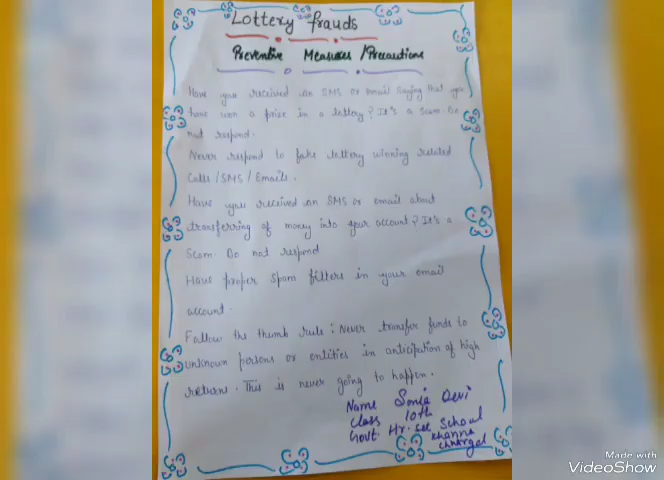 Lottery frauds
Preventive Measures / Precautions
Have you received an SMS or email saying that you
have won a prize in a lottery? It's a scam. Do
not respond.
Never respond to fake lottery winning related
Calls / SMS / Emails.
Have you received an SMS or email about
transferring of money into your account? It's a
Scam. Do not respond
Have proper spam filters in your email
account.
Follow the thumb rule: Never transfer funds to
unknown persons or entities in anticipation of high
returns. This is never going to happen.
Name Sonia Devi
Class 10th
Govt. Hr. Sec School
Khanna
Chhargal
Made with
VideoShow